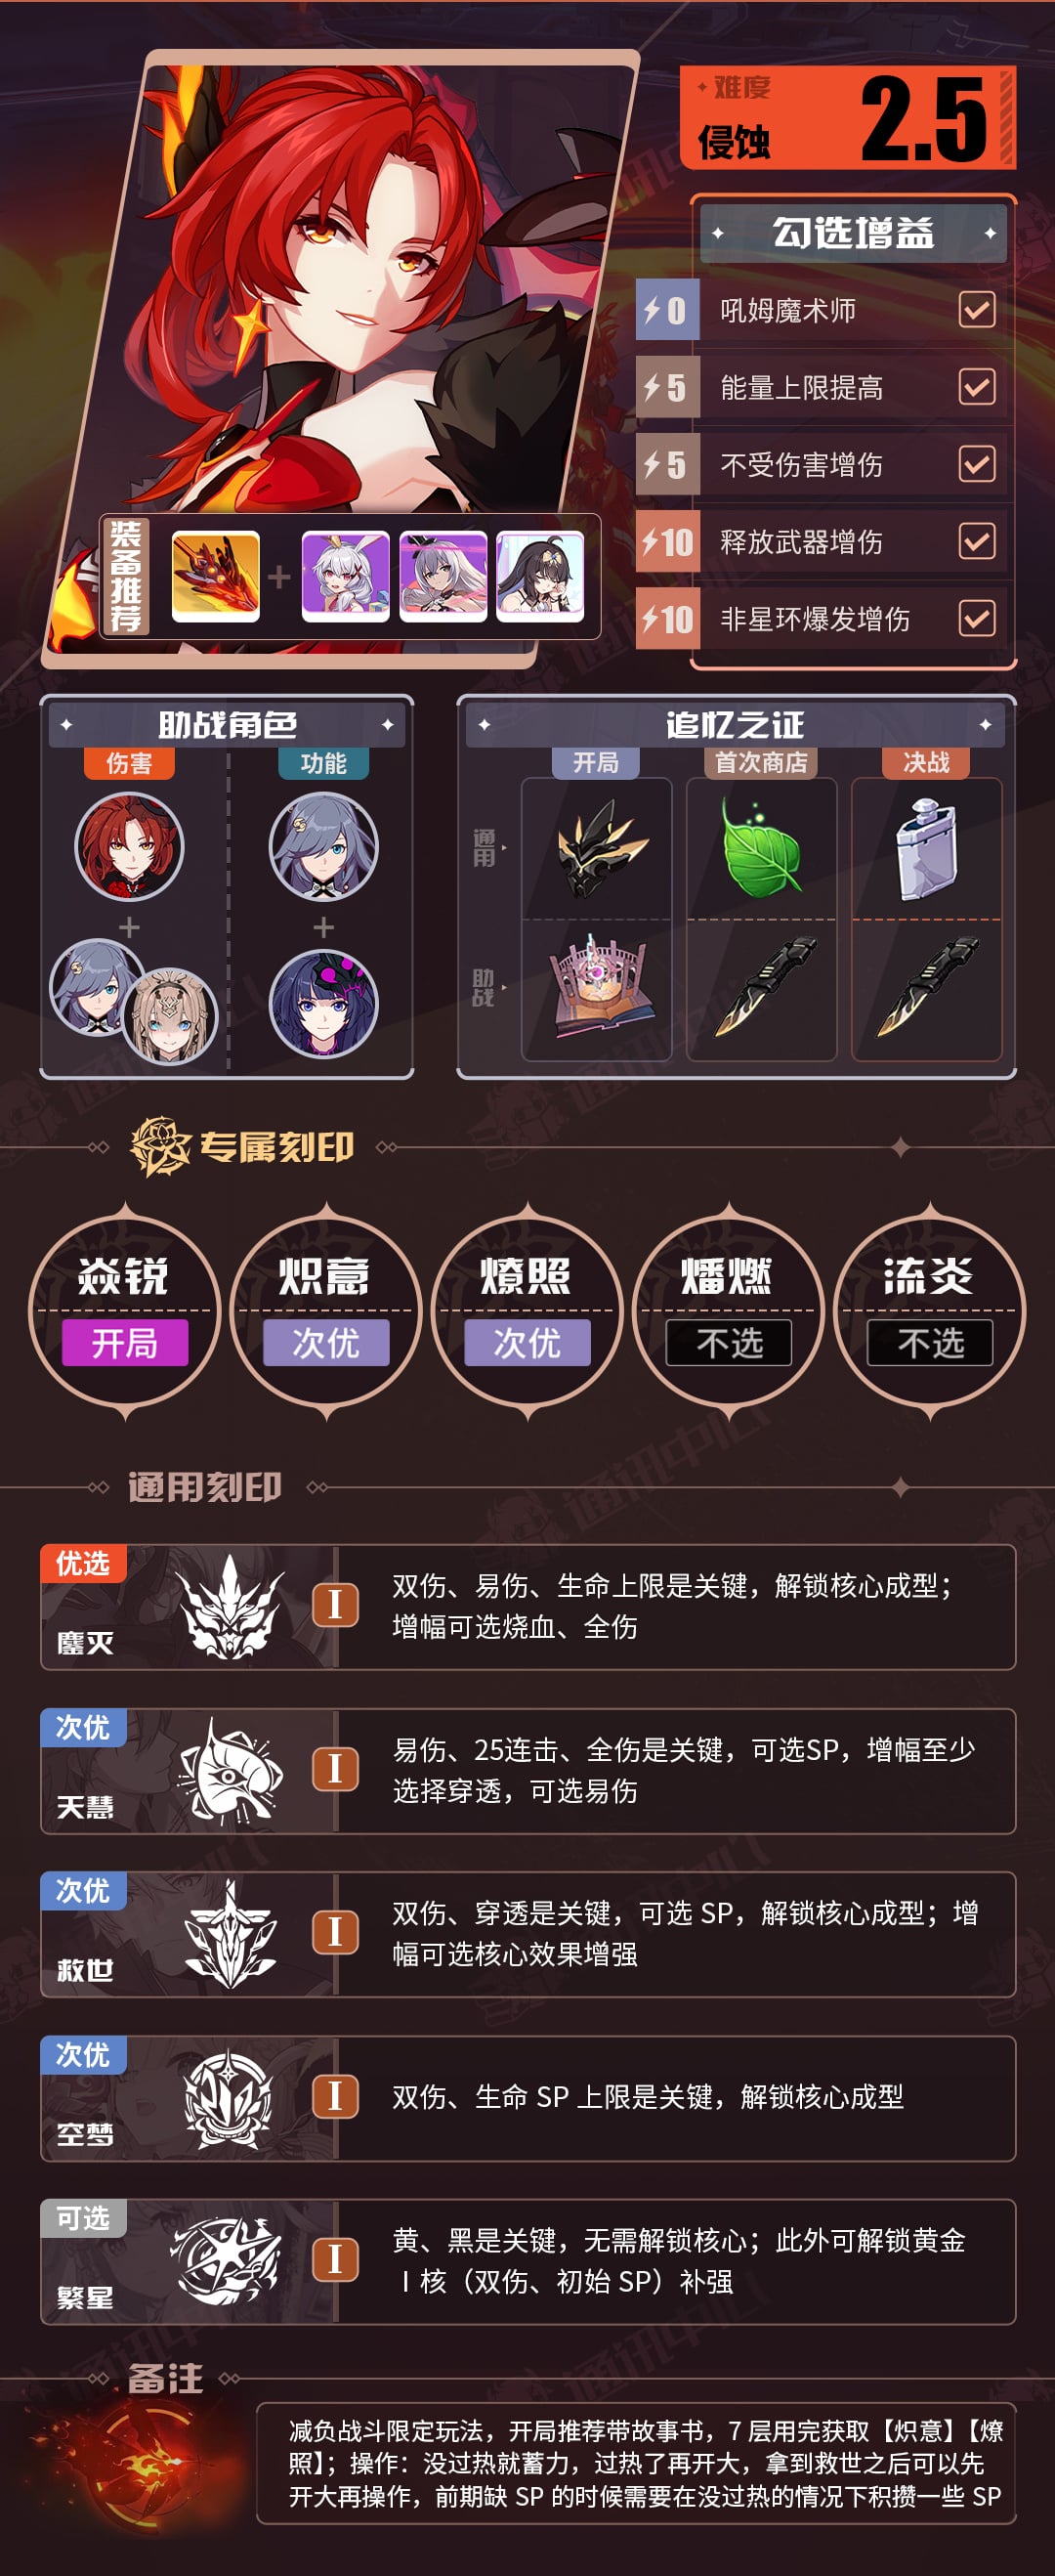 难度
侵蚀
2.5
勾选增益
0 吼姆魔术师
5 能量上限提高
5 不受伤害增伤
10 释放武器增伤
10 非星环爆发增伤
装备推荐
+
助战角色
伤害
功能
+
+
追忆之证
开局
首次商店
决战
通用
助战
专属刻印
焱锐
开局
炽意
次优
燎照
次优
燔燃
不选
流炎
不选
通用刻印
优选
鏖灭
I
双伤、易伤、生命上限是关键，解锁核心成型；
增幅可选烧血、全伤
次优
天慧
I
易伤、25连击、全伤是关键，可选SP，增幅至少
选择穿透，可选易伤
次优
救世
I
双伤、穿透是关键，可选 SP，解锁核心成型；增
幅可选核心效果增强
次优
空梦
I
双伤、生命 SP 上限是关键，解锁核心成型
可选
繁星
I
黄、黑是关键，无需解锁核心；此外可解锁黄金
Ⅰ核（双伤、初始 SP）补强
备注
减负战斗限定玩法，开局推荐带故事书，7 层用完获取【炽意】【燎
照】；操作：没过热就蓄力，过热了再开大，拿到救世之后可以先
开大再操作，前期缺 SP 的时候需要在没过热的情况下积攒一些 SP
通讯中心